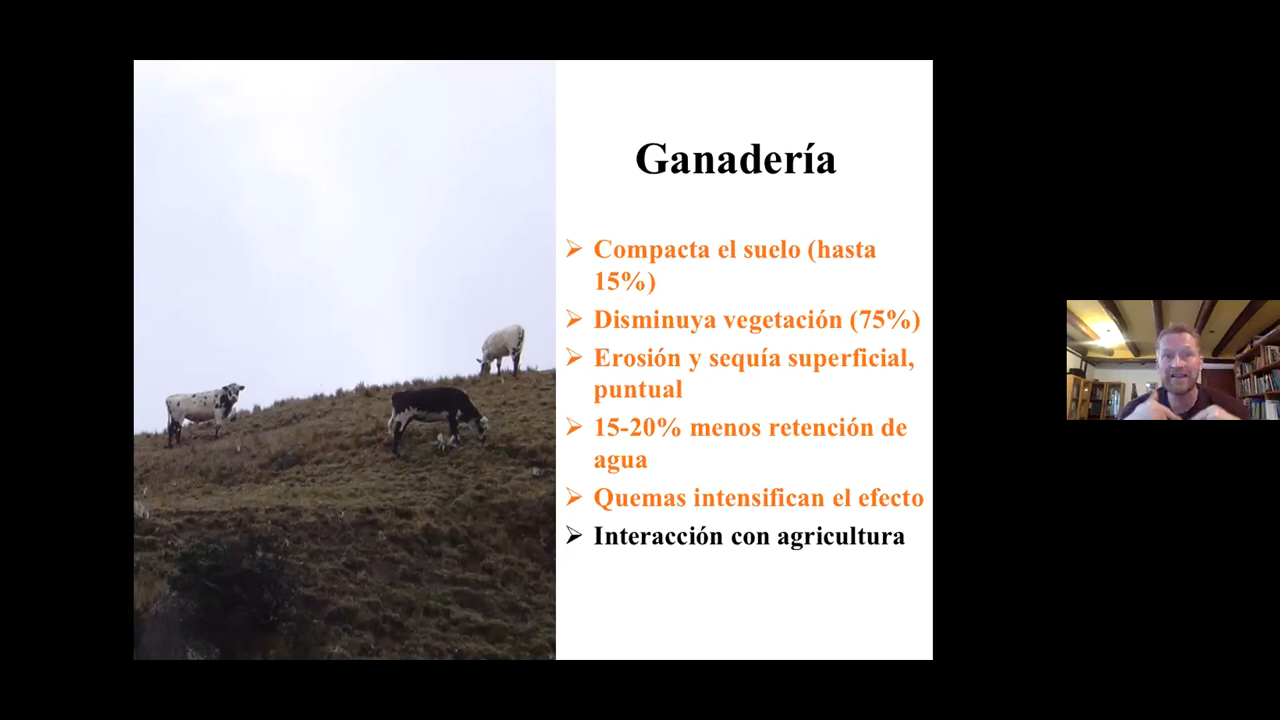 Ganadería
➢ Compacta el suelo (hasta
15%)
➢ Disminuya vegetación (75%)
➢ Erosión y sequía superficial,
puntual
➢ 15-20% menos retención de
agua
➢ Quemas intensifican el efecto
➢ Interacción con agricultura